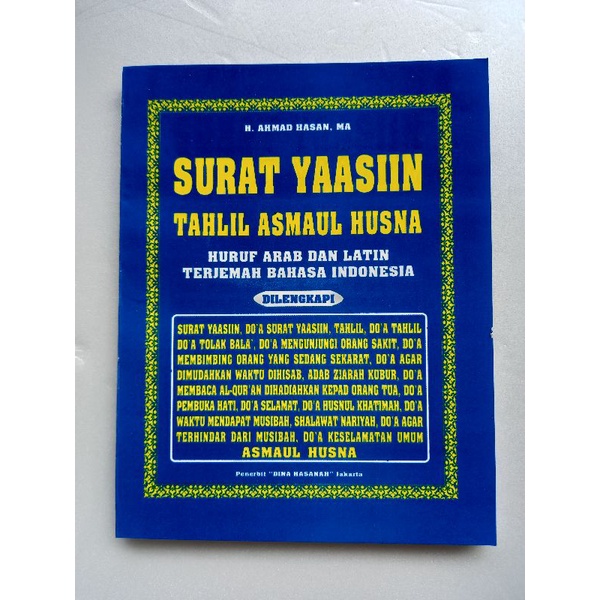 H. AHMAD HASAN, MA
SURAT YAASIIN
TAHLIL ASMAUL HUSNA
HURUF ARAB DAN LATIN
TERJEMAH BAHASA INDONESIA
DILENGKAPI
SURAT YAASIIN, DO'A SURAT YAASIIN, TAHLIL, DO'A TAHLIL
DO'A TOLAK BALA', DO'A MENGUNJUNGI ORANG SAKIT, DO'A
MEMBIMBING ORANG YANG SEDANG SEKARAT, DO'A AGAR
DIMUDAHKAN WAKTU DIHISAB, ADAB ZIARAH KUBUR, DO'A
MEMBACA AL-QUR'AN DIHADIAHKAN KEPAD ORANG TUA, DO'A
PEMBUKA HATI, DO'A SELAMAT, DO'A HUSNUL KHATIMAH, DO'A
WAKTU MENDAPAT MUSIBAH, SHALAWAT NARIYAH, DO'A AGAR
TERHINDAR DARI MUSIBAH, DO'A KESELAMATAN UMUM
ASMAUL HUSNA
Penerbit "DINA HASANAH" Jakarta